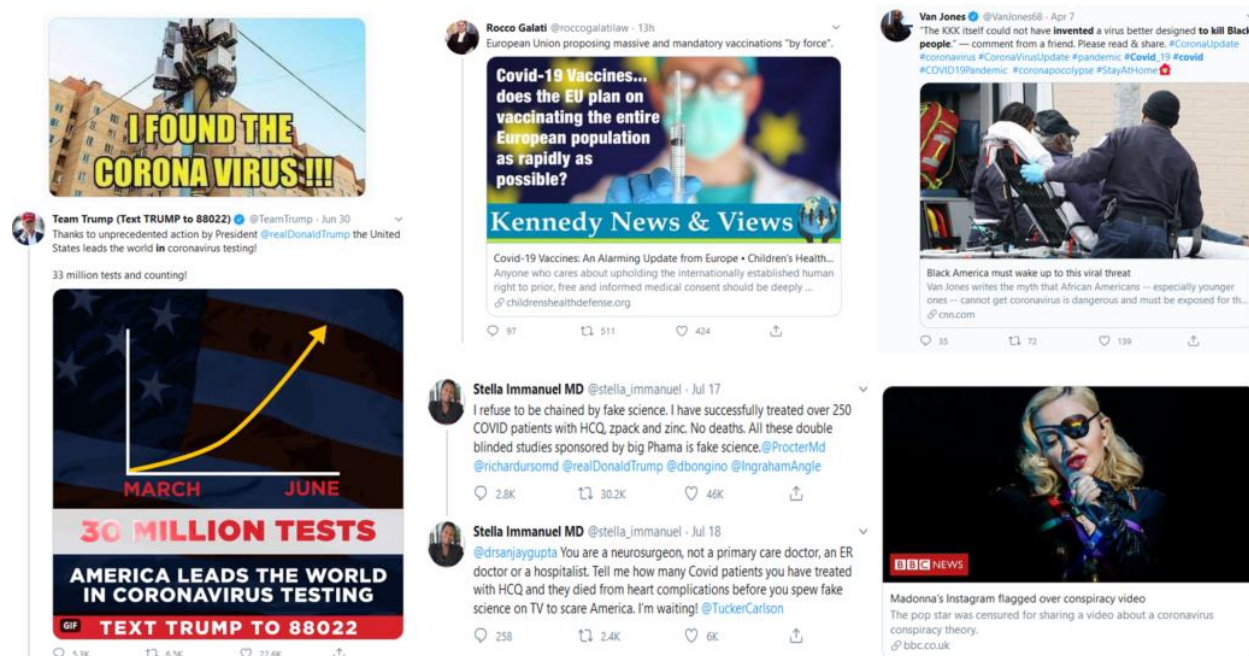 I FOUND THE
CORONA VIRUS !!!
Team Trump (Text TRUMP to 88022) @TeamTrump · Jun 30
Thanks to unprecedented action by President @realDonaldTrump the United
States leads the world in coronavirus testing!
33 million tests and counting!
MARCH JUNE
30 MILLION TESTS
AMERICA LEADS THE WORLD
IN CORONAVIRUS TESTING
GIF TEXT TRUMP TO 88022
5.3K 6.5K 22.6K
Rocco Galati @roccogalatilaw · 13h
European Union proposing massive and mandatory vaccinations "by force".
Covid-19 Vaccines...
does the EU plan on
vaccinating the entire
European population
as rapidly as
possible?
Kennedy News & Views
Covid-19 Vaccines: An Alarming Update from Europe • Children's Health...
Anyone who cares about upholding the internationally established human
right to prior, free and informed medical consent should be deeply ...
childrenshealthdefense.org
97 511 424
Stella Immanuel MD @stella_immanuel · Jul 17
I refuse to be chained by fake science. I have successfully treated over 250
COVID patients with HCQ, zpack and zinc. No deaths. All these double
blinded studies sponsored by big Phama is fake science.@ProcterMd
@richardursomd @realDonaldTrump @dbongino @IngrahamAngle
2.8K 30.2K 46K
Stella Immanuel MD @stella_immanuel · Jul 18
@drsanjaygupta You are a neurosurgeon, not a primary care doctor, an ER
doctor or a hospitalist. Tell me how many Covid patients you have treated
with HCQ and they died from heart complications before you spew fake
science on TV to scare America. I'm waiting! @TuckerCarlson
258 2.4K 6K
Van Jones @VanJones68 · Apr 7
"The KKK itself could not have invented a virus better designed to kill Black
people." — comment from a friend. Please read & share. #CoronaUpdate
#coronavirus #CoronaVirusUpdate #pandemic #Covid_19 #covid
#COVID19Pandemic #coronapocolypse #StayAtHome
Black America must wake up to this viral threat
Van Jones writes the myth that African Americans -- especially younger
ones -- cannot get coronavirus is dangerous and must be exposed for th...
cnn.com
35 72 139
BBC NEWS
Madonna's Instagram flagged over conspiracy video
The pop star was censured for sharing a video about a coronavirus
conspiracy theory.
bbc.co.uk